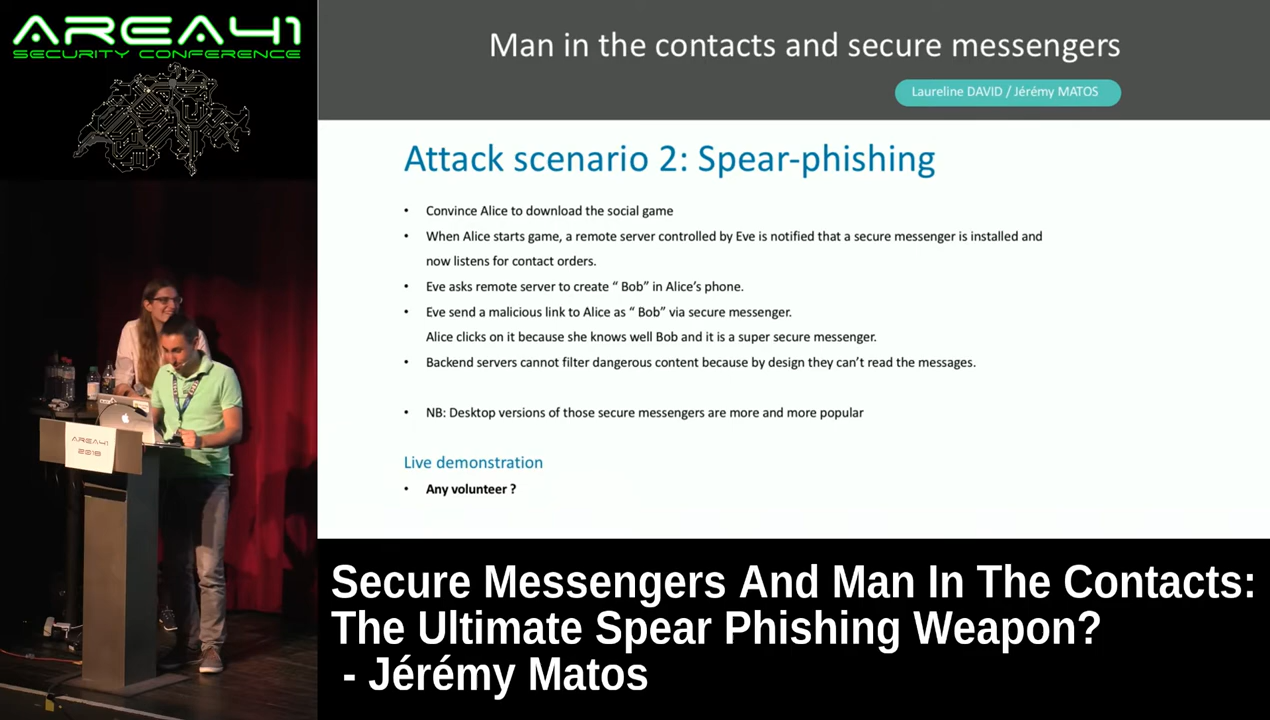 AREA41
SECURITY CONFERENCE
Man in the contacts and secure messengers
Laureline DAVID / Jérémy MATOS
Attack scenario 2: Spear-phishing
• Convince Alice to download the social game
• When Alice starts game, a remote server controlled by Eve is notified that a secure messenger is installed and
now listens for contact orders.
• Eve asks remote server to create “ Bob” in Alice’s phone.
• Eve send a malicious link to Alice as “ Bob” via secure messenger.
Alice clicks on it because she knows well Bob and it is a super secure messenger.
• Backend servers cannot filter dangerous content because by design they can’t read the messages.
• NB: Desktop versions of those secure messengers are more and more popular
Live demonstration
• Any volunteer ?
AREA41
2018
Secure Messengers And Man In The Contacts:
The Ultimate Spear Phishing Weapon?
- Jérémy Matos